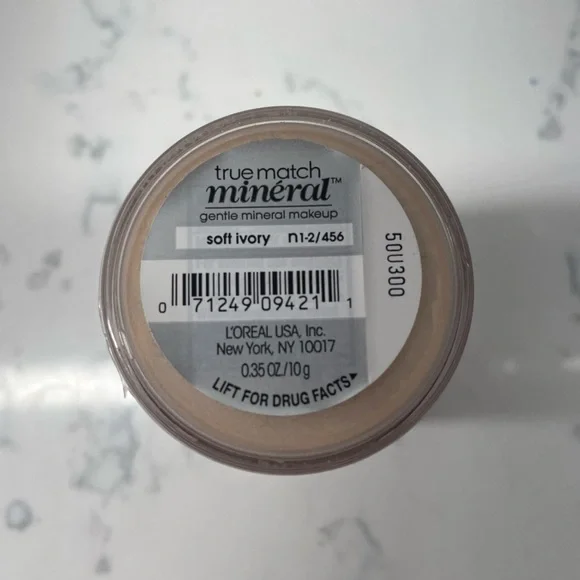 true match
minéral™
gentle mineral makeup
soft ivory n1-2/456
0 71249 09421 1
L'OREAL USA, Inc.
New York, NY 10017
0.35 OZ./10 g
LIFT FOR DRUG FACTS▸
50U300